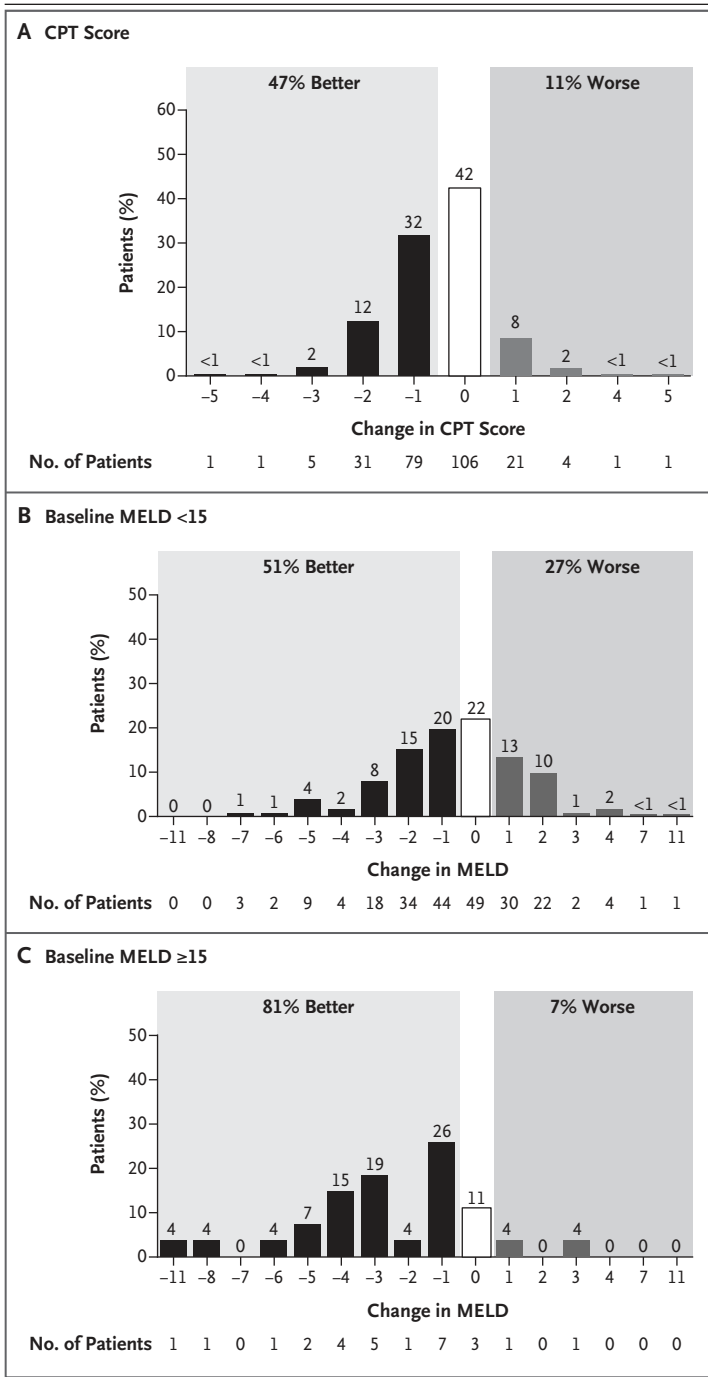 A CPT Score
47% Better 11% Worse
60
50
40
30
20
10
0
Patients (%)
<1 <1 2 12 32 42 8 2 <1 <1
–5 –4 –3 –2 –1 0 1 2 4 5
Change in CPT Score
No. of Patients 1 1 5 31 79 106 21 4 1 1
B Baseline MELD <15
51% Better 27% Worse
50
40
30
20
10
0
Patients (%)
0 0 1 1 4 2 8 15 20 22 13 10 1 2 <1 <1
–11 –8 –7 –6 –5 –4 –3 –2 –1 0 1 2 3 4 7 11
Change in MELD
No. of Patients 0 0 3 2 9 4 18 34 44 49 30 22 2 4 1 1
C Baseline MELD ≥15
81% Better 7% Worse
50
40
30
20
10
0
Patients (%)
4 4 0 4 7 15 19 4 26 11 4 0 4 0 0 0
–11 –8 –7 –6 –5 –4 –3 –2 –1 0 1 2 3 4 7 11
Change in MELD
No. of Patients 1 1 0 1 2 4 5 1 7 3 1 0 1 0 0 0